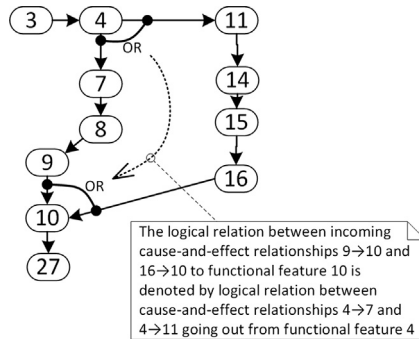 3
4
11
OR
7
14
8
15
9
16
OR
10
27
The logical relation between incoming
cause-and-effect relationships 9→10 and
16→10 to functional feature 10 is
denoted by logical relation between
cause-and-effect relationships 4→7 and
4→11 going out from functional feature 4